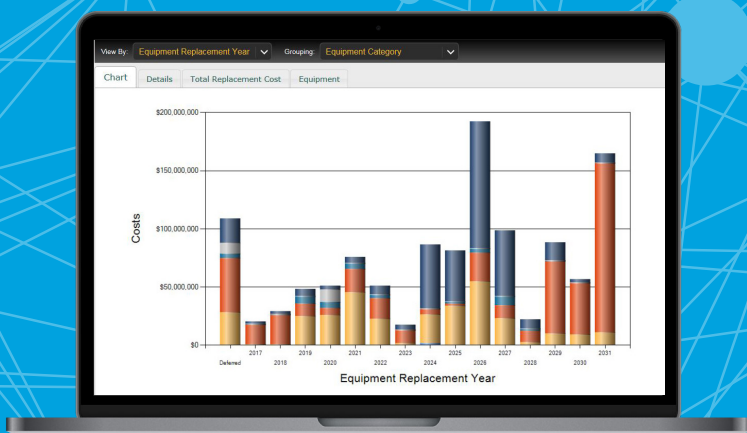 View By: Equipment Replacement Year Grouping: Equipment Category
Chart Details Total Replacement Cost Equipment
$200,000,000
$150,000,000
$100,000,000
$50,000,000
$0
Costs
2017 2019 2021 2023 2025 2027 2029 2031
Deferred 2018 2020 2022 2024 2026 2028 2030
Equipment Replacement Year